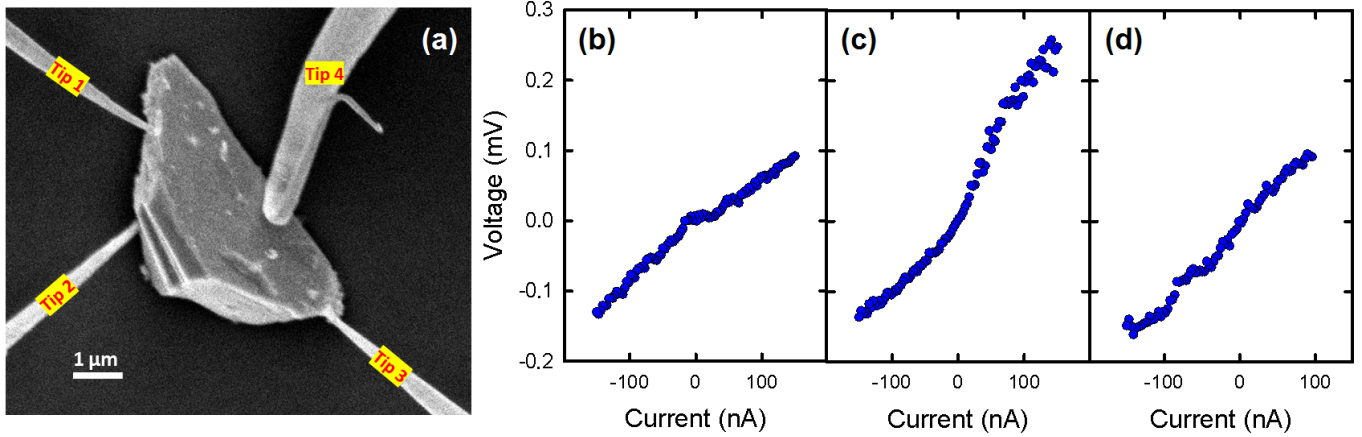 (a)
Tip 1
Tip 4
Tip 2
Tip 3
1 μm
Voltage (mV)
0.3
0.2
0.1
0.0
-0.1
-0.2
(b)
(c)
(d)
-100 0 100
-100 0 100
-100 0 100
Current (nA)
Current (nA)
Current (nA)